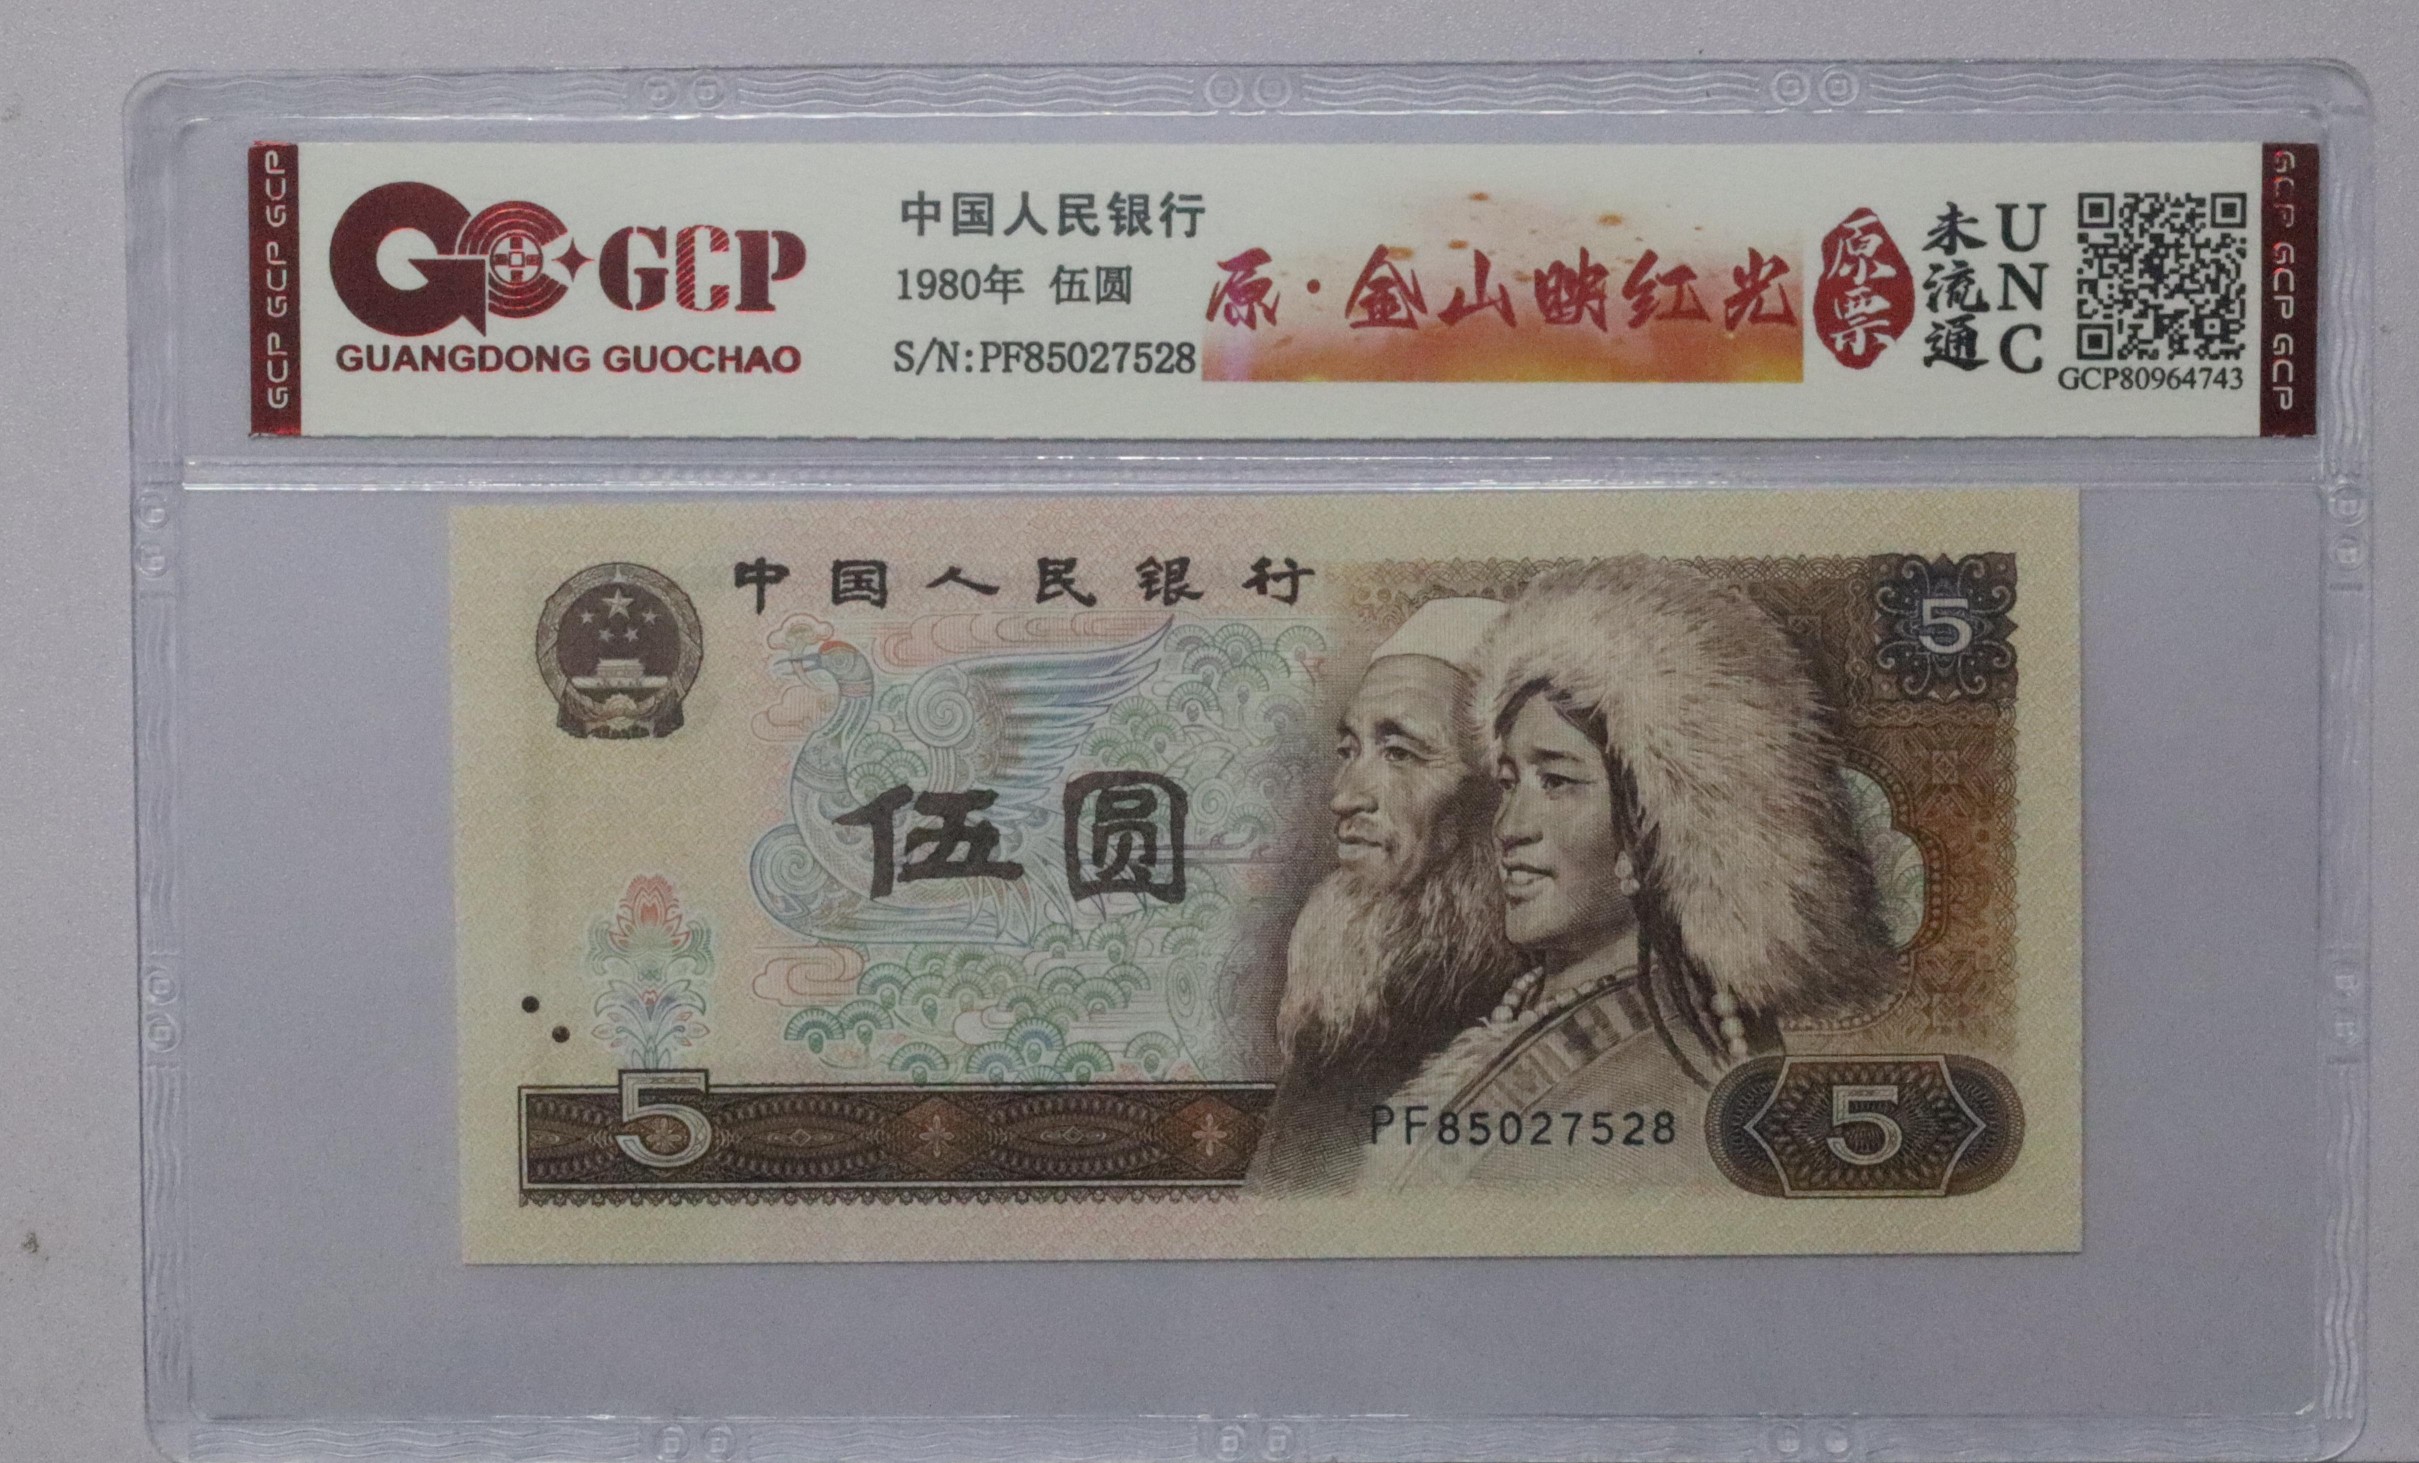 GCP GCP GCP
GC GCP
GUANGDONG GUOCHAO
中国人民银行
1980年 伍圆
S/N:PF85027528
原·金山映红光
原票
未流通
UNC
GCP80964743
GCP GCP GCP
中国人民银行
5
伍圆
5
PF85027528
5